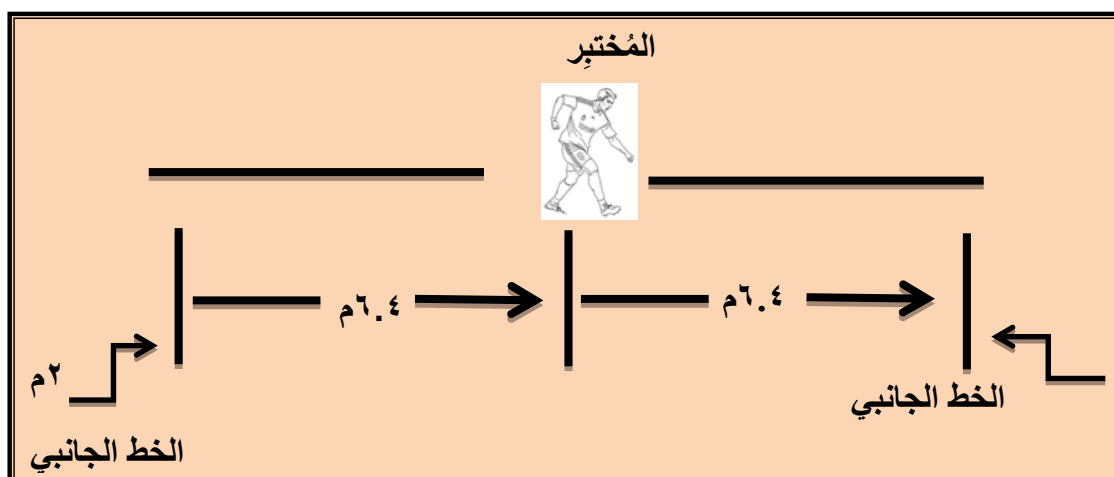 المُختبِر
٦.٤م
٦.٤م
٢م
الخط الجانبي
الخط الجانبي